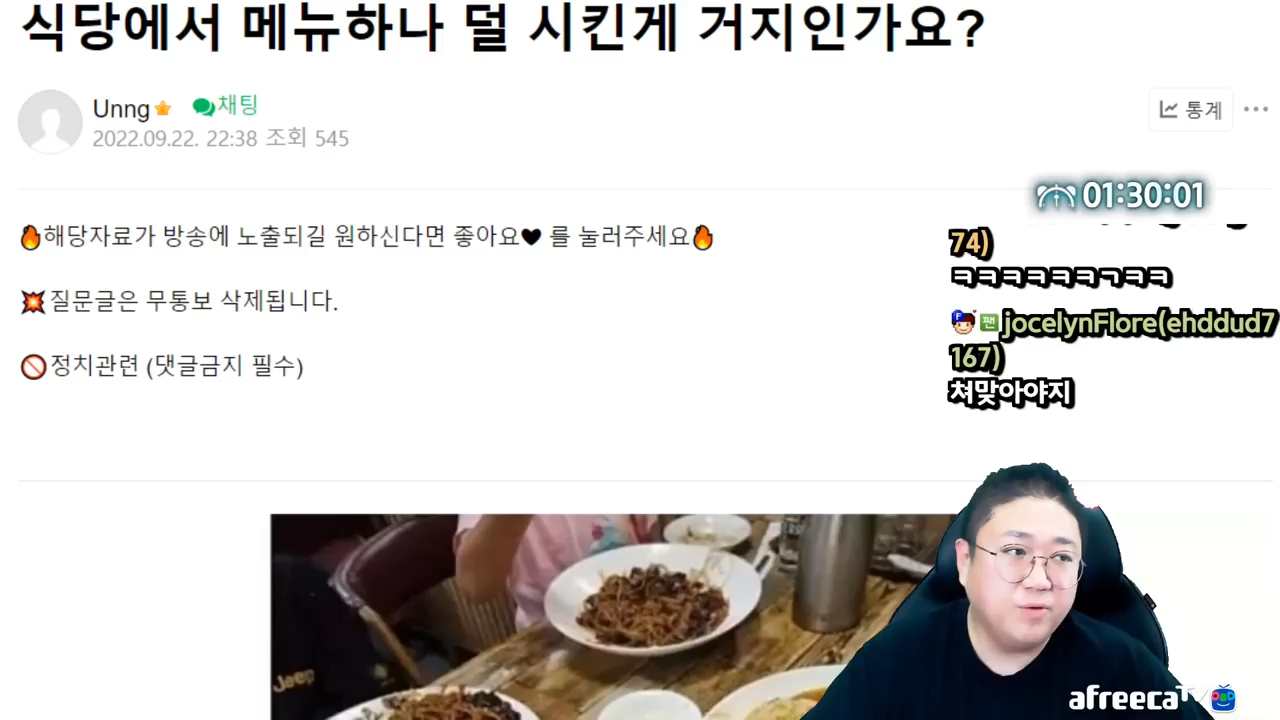 식당에서 메뉴하나 덜 시킨게 거지인가요?
Unng 채팅
2022.09.22. 22:38 조회 545
통계
01:30:01
해당자료가 방송에 노출되길 원하신다면 좋아요🖤 를 눌러주세요
74)
ㅋㅋㅋㅋㅋㅋㄱㅋㅋ
질문글은 무통보 삭제됩니다.
팬 jocelynFlore(ehddud7
167)
쳐맞아야지
정치관련 (댓글금지 필수)
Jeep
afreecaTV